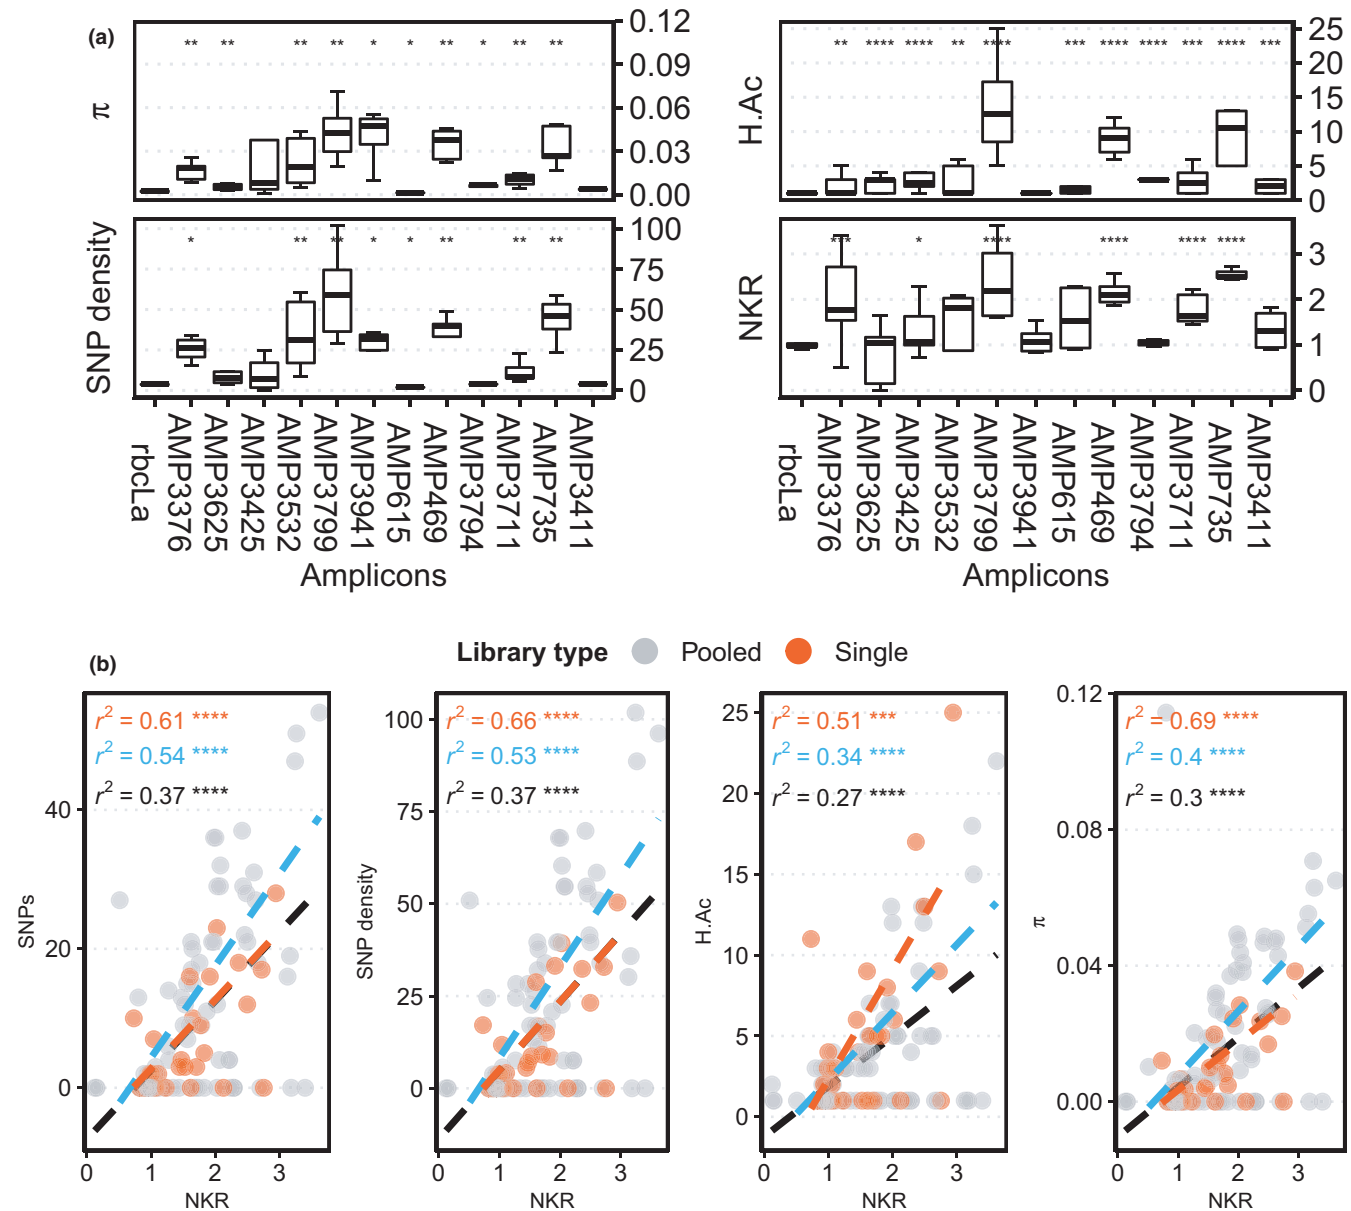 (a)
π
** ** ** ** * * ** * ** **
0.12
0.09
0.06
0.03
0.00
SNP density
* ** ** * * ** ** **
100
75
50
25
0
rbcLa
AMP3376
AMP3625
AMP3425
AMP3532
AMP3799
AMP3941
AMP615
AMP469
AMP3794
AMP3711
AMP735
AMP3411
Amplicons
H.Ac
** **** **** ** **** *** **** **** *** **** ***
25
20
15
10
5
0
NKR
*** * **** **** **** ****
3
2
1
0
rbcLa
AMP3376
AMP3625
AMP3425
AMP3532
AMP3799
AMP3941
AMP615
AMP469
AMP3794
AMP3711
AMP735
AMP3411
Amplicons
(b)
Library type Pooled Single
SNPs
r² = 0.61 ****
r² = 0.54 ****
r² = 0.37 ****
40
20
0
0 1 2 3
NKR
SNP density
r² = 0.66 ****
r² = 0.53 ****
r² = 0.37 ****
100
75
50
25
0
0 1 2 3
NKR
H.Ac
r² = 0.51 ***
r² = 0.34 ****
r² = 0.27 ****
25
20
15
10
5
0
0 1 2 3
NKR
π
r² = 0.69 ****
r² = 0.4 ****
r² = 0.3 ****
0.12
0.08
0.04
0.00
0 1 2 3
NKR